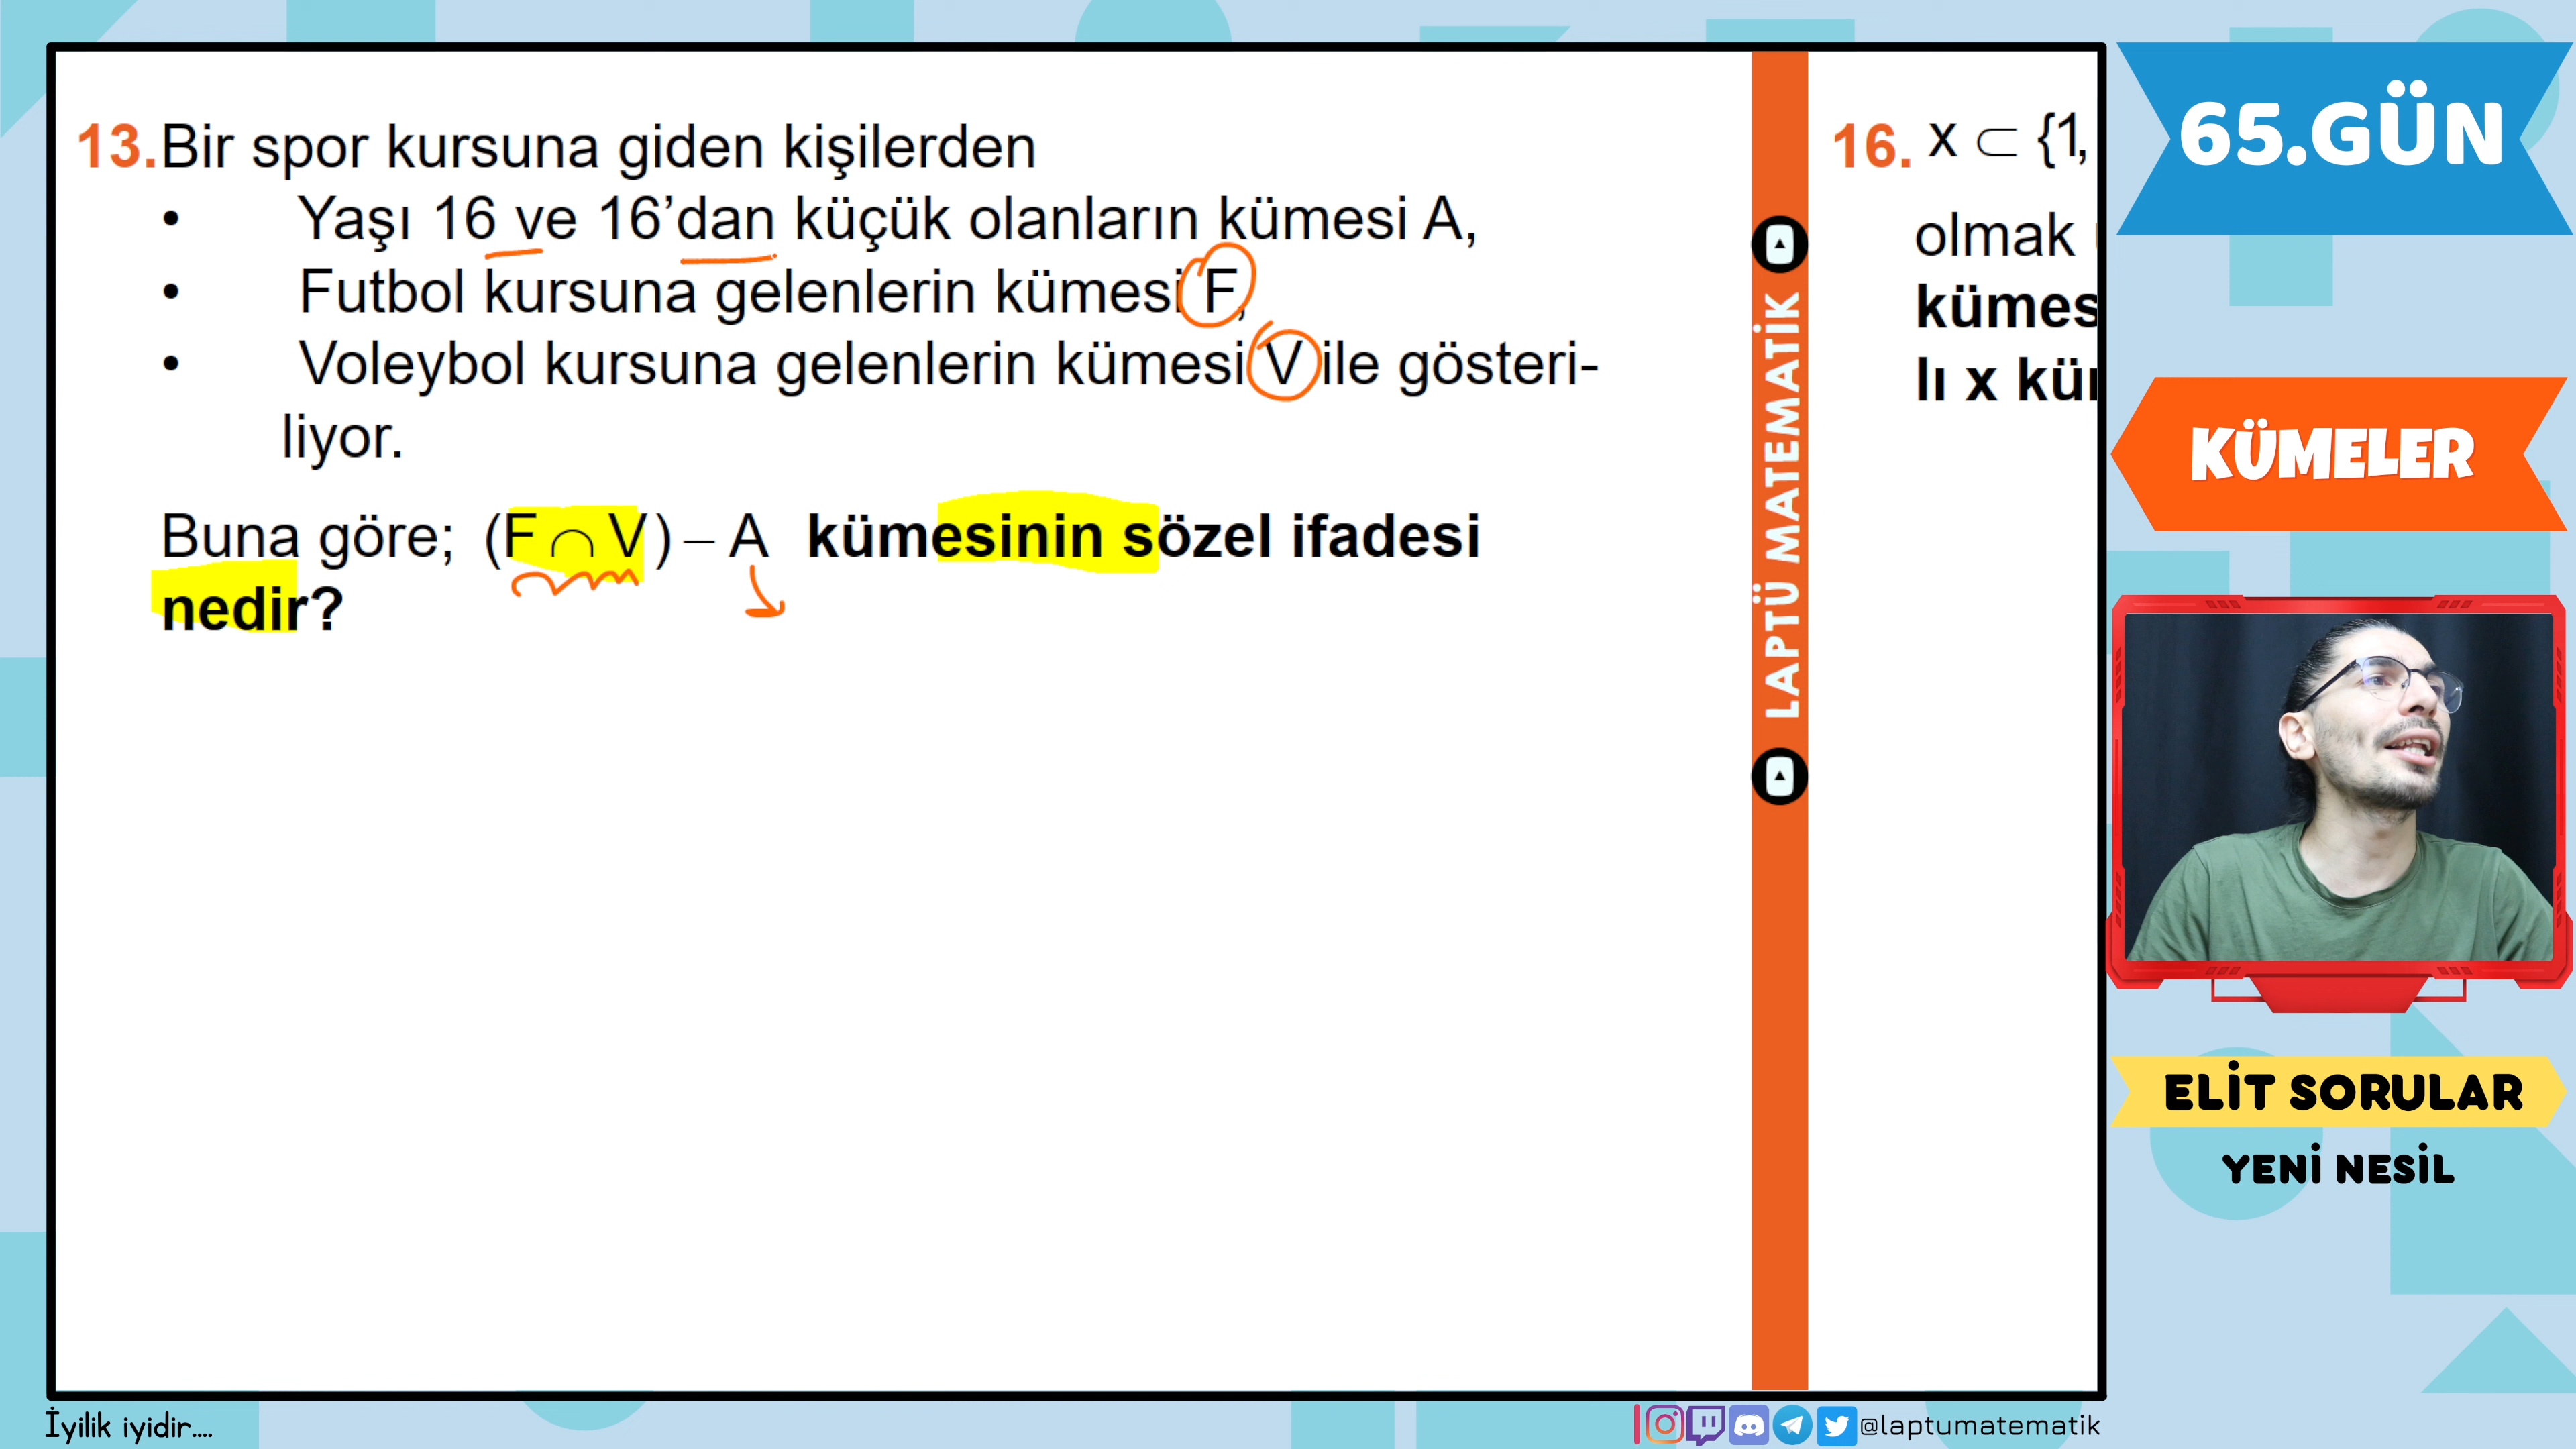 13. Bir spor kursuna giden kişilerden
• Yaşı 16 ve 16’dan küçük olanların kümesi A,
• Futbol kursuna gelenlerin kümesi F,
• Voleybol kursuna gelenlerin kümesi V ile gösteri-
liyor.
Buna göre; (F ∩ V) – A kümesinin sözel ifadesi
nedir?
LAPTÜ MATEMATİK
16. x ⊂ {1,
olmak
kümes
lı x kü
65.GÜN
KÜMELER
ELİT SORULAR
YENİ NESİL
İyilik iyidir....
@laptumatematik